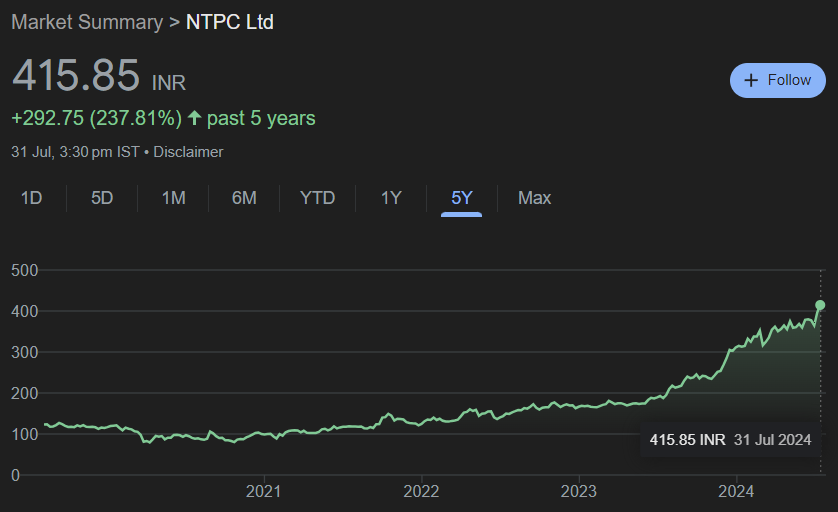 Market Summary > NTPC Ltd
415.85 INR
+ Follow
+292.75 (237.81%) ↑ past 5 years
31 Jul, 3:30 pm IST • Disclaimer
1D 5D 1M 6M YTD 1Y 5Y Max
500
400
300
200
100
0
415.85 INR 31 Jul 2024
2021 2022 2023 2024